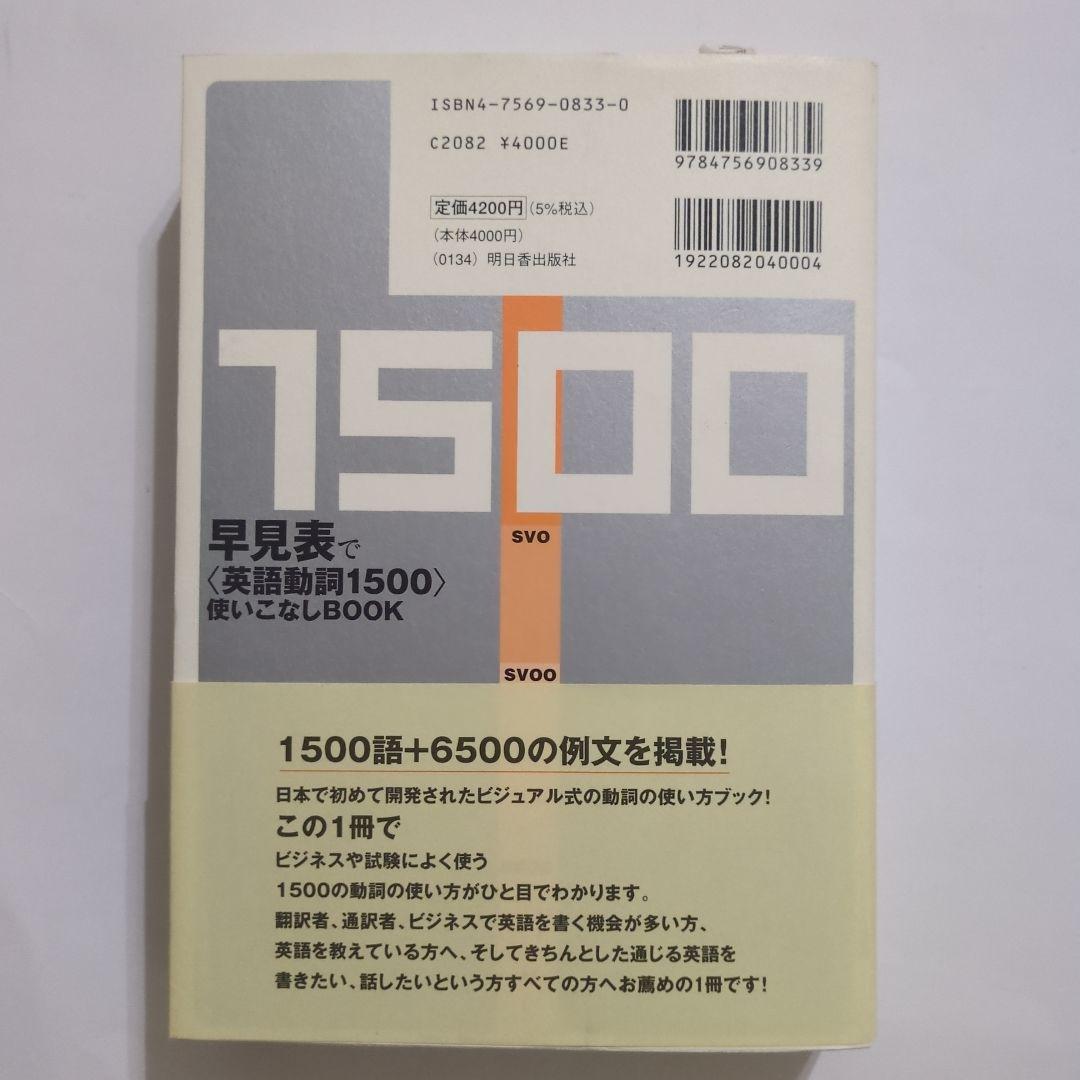 ISBN4-7569-0833-0
C2082 ¥4000E
9784756908339
定価4200円(5%税込)
(本体4000円)
(0134) 明日香出版社
1922082040004
1500
SVO
早見表で
〈英語動詞1500〉
使いこなしBOOK
SVOO
1500語+6500の例文を掲載!
日本で初めて開発されたビジュアル式の動詞の使い方ブック!
この1冊で
ビジネスや試験によく使う
1500の動詞の使い方がひと目でわかります。
翻訳者、通訳者、ビジネスで英語を書く機会が多い方、
英語を教えている方へ、そしてきちんとした通じる英語を
書きたい、話したいという方すべての方へお薦めの1冊です!